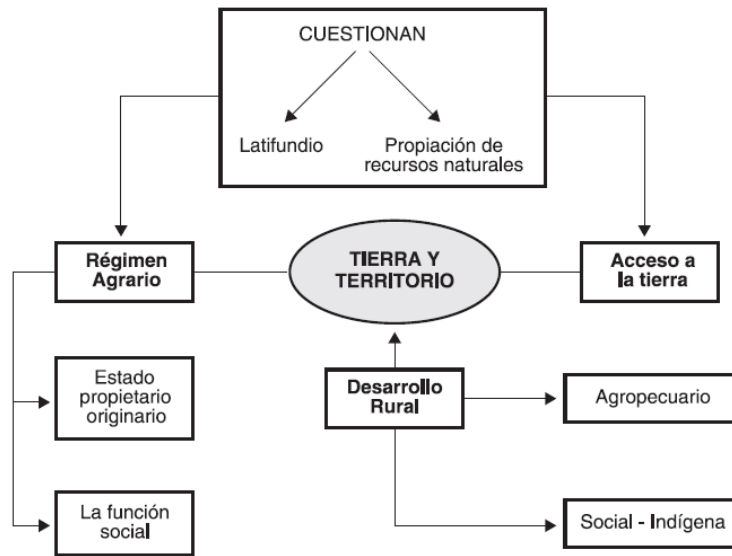 CUESTIONAN
Latifundio
Propiación de
recursos naturales
Régimen
Agrario
TIERRA Y
TERRITORIO
Acceso a
la tierra
Estado
propietario
originario
Desarrollo
Rural
Agropecuario
La función
social
Social - Indígena